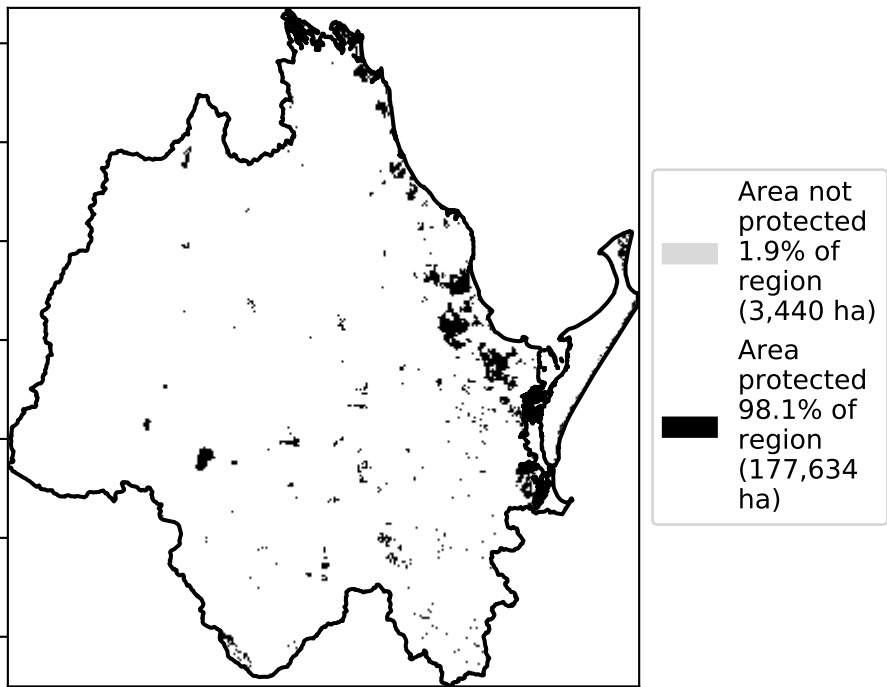 Area not
protected
1.9% of
region
(3,440 ha)
Area
protected
98.1% of
region
(177,634
ha)